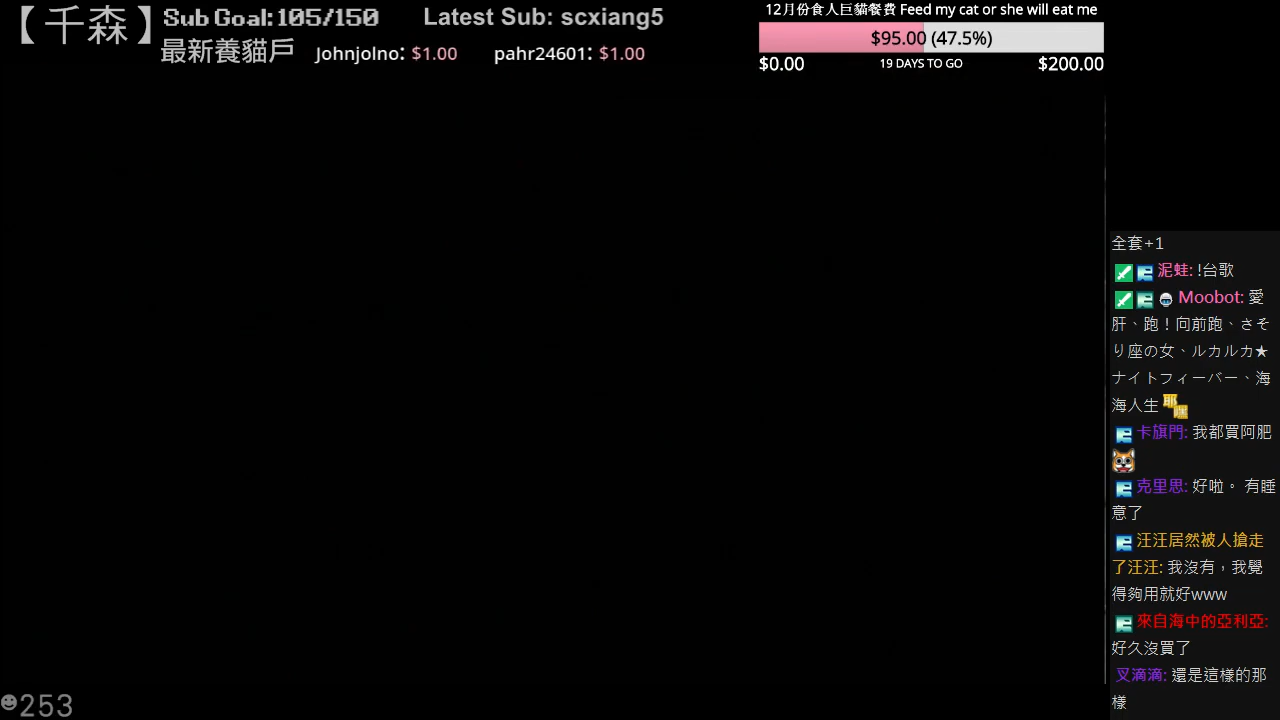 【千森】
Sub Goal:105/150
Latest Sub: scxiang5
最新養貓戶
Johnjolno: $1.00
pahr24601: $1.00
12月份食人巨貓餐費 Feed my cat or she will eat me
$95.00 (47.5%)
$0.00
19 DAYS TO GO
$200.00
全套+1
泥蛙: !台歌
Moobot: 愛
肝、跑！向前跑、さそ
り座の女、ルカルカ★
ナイトフィーバー、海
海人生
卡旗門: 我都買阿肥
克里思: 好啦。 有睡
意了
汪汪居然被人搶走
了汪汪: 我沒有，我覺
得夠用就好www
來自海中的亞利亞:
好久沒買了
叉滴滴: 還是這樣的那
樣
253